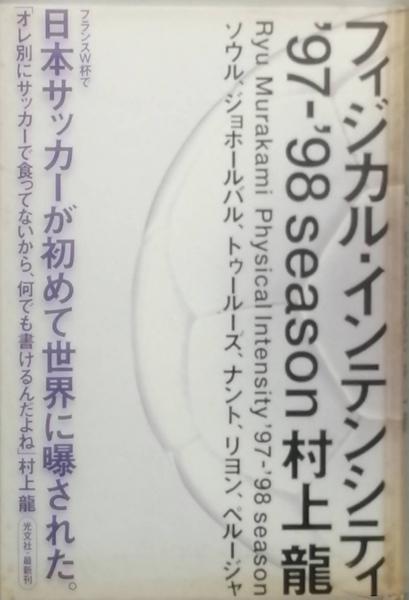 フィジカル・インテンシティ
'97-'98 season 村上 龍
Ryu Murakami Physical Intensity '97-'98 season
ソウル、ジョホールバル、トゥールーズ、ナント、リヨン、ペルージャ
フランスW杯で
日本サッカーが初めて世界に曝された。
「オレ別にサッカーで食ってないから、何でも書けるんだよね」村上 龍
光文社・最新刊